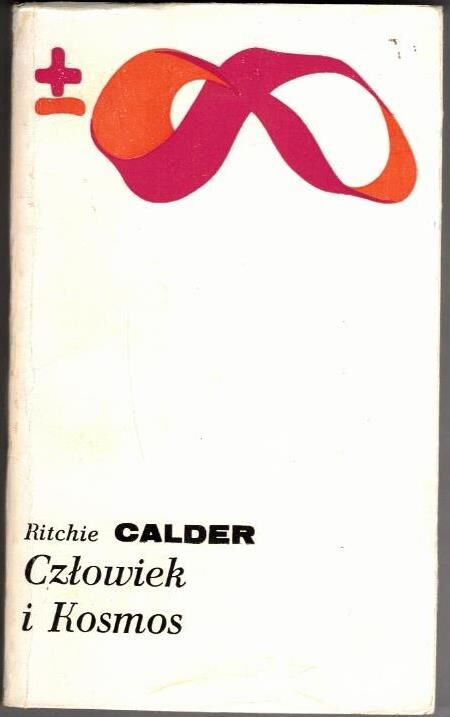 ±∞
Ritchie CALDER
Człowiek
i Kosmos